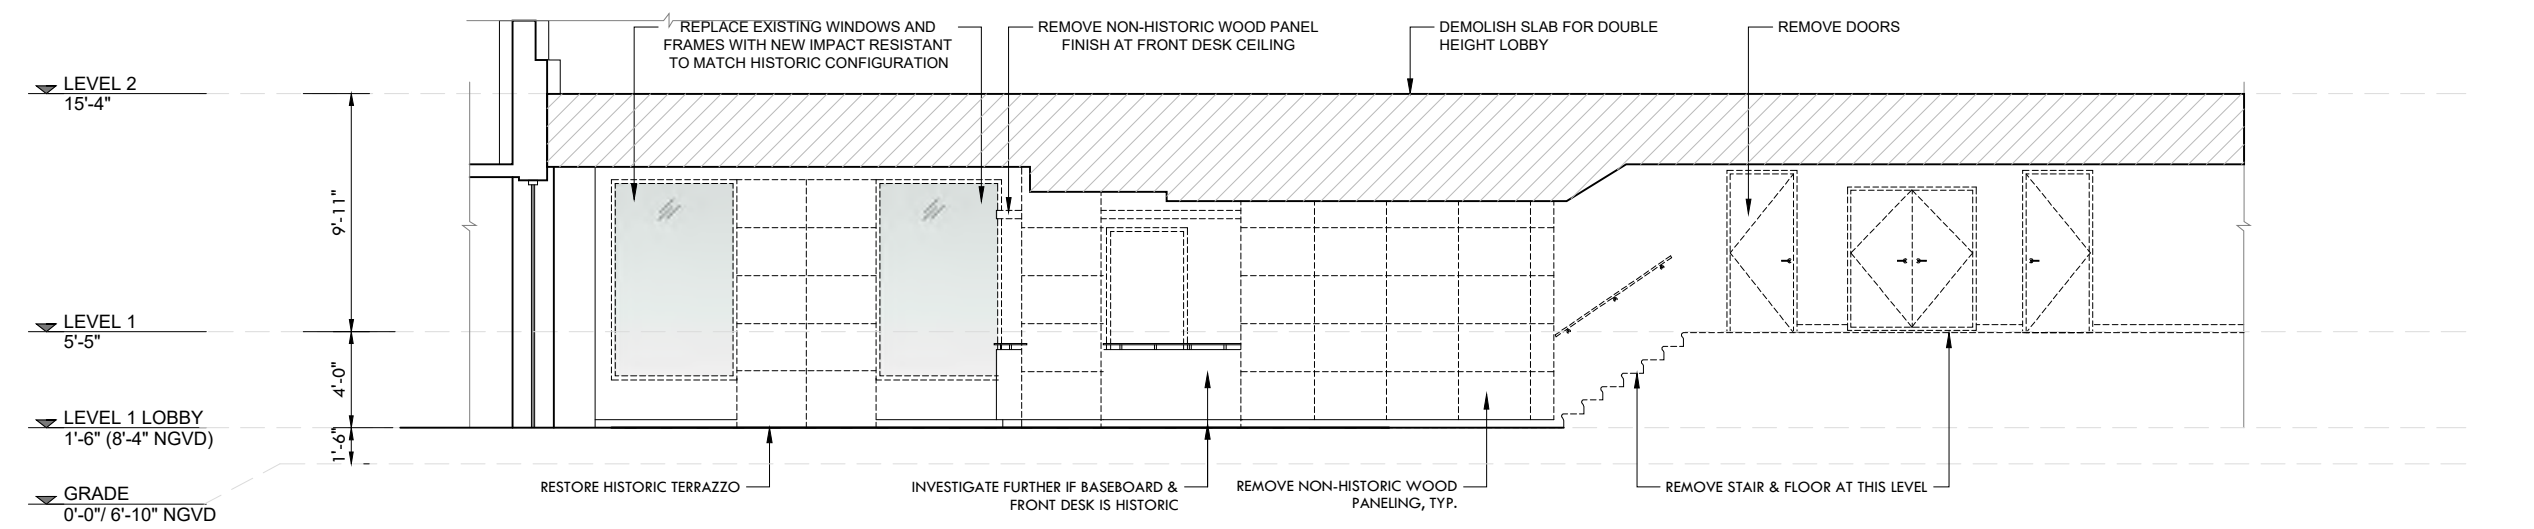 REPLACE EXISTING WINDOWS AND
FRAMES WITH NEW IMPACT RESISTANT
TO MATCH HISTORIC CONFIGURATION
REMOVE NON-HISTORIC WOOD PANEL
FINISH AT FRONT DESK CEILING
DEMOLISH SLAB FOR DOUBLE
HEIGHT LOBBY
REMOVE DOORS
LEVEL 2
15'-4"
9'-11"
LEVEL 1
5'-5"
4'-0"
LEVEL 1 LOBBY
1'-6" (8'-4" NGVD)
1'-6"
GRADE
0'-0"/ 6'-10" NGVD
RESTORE HISTORIC TERRAZZO
INVESTIGATE FURTHER IF BASEBOARD &
FRONT DESK IS HISTORIC
REMOVE NON-HISTORIC WOOD
PANELING, TYP.
REMOVE STAIR & FLOOR AT THIS LEVEL